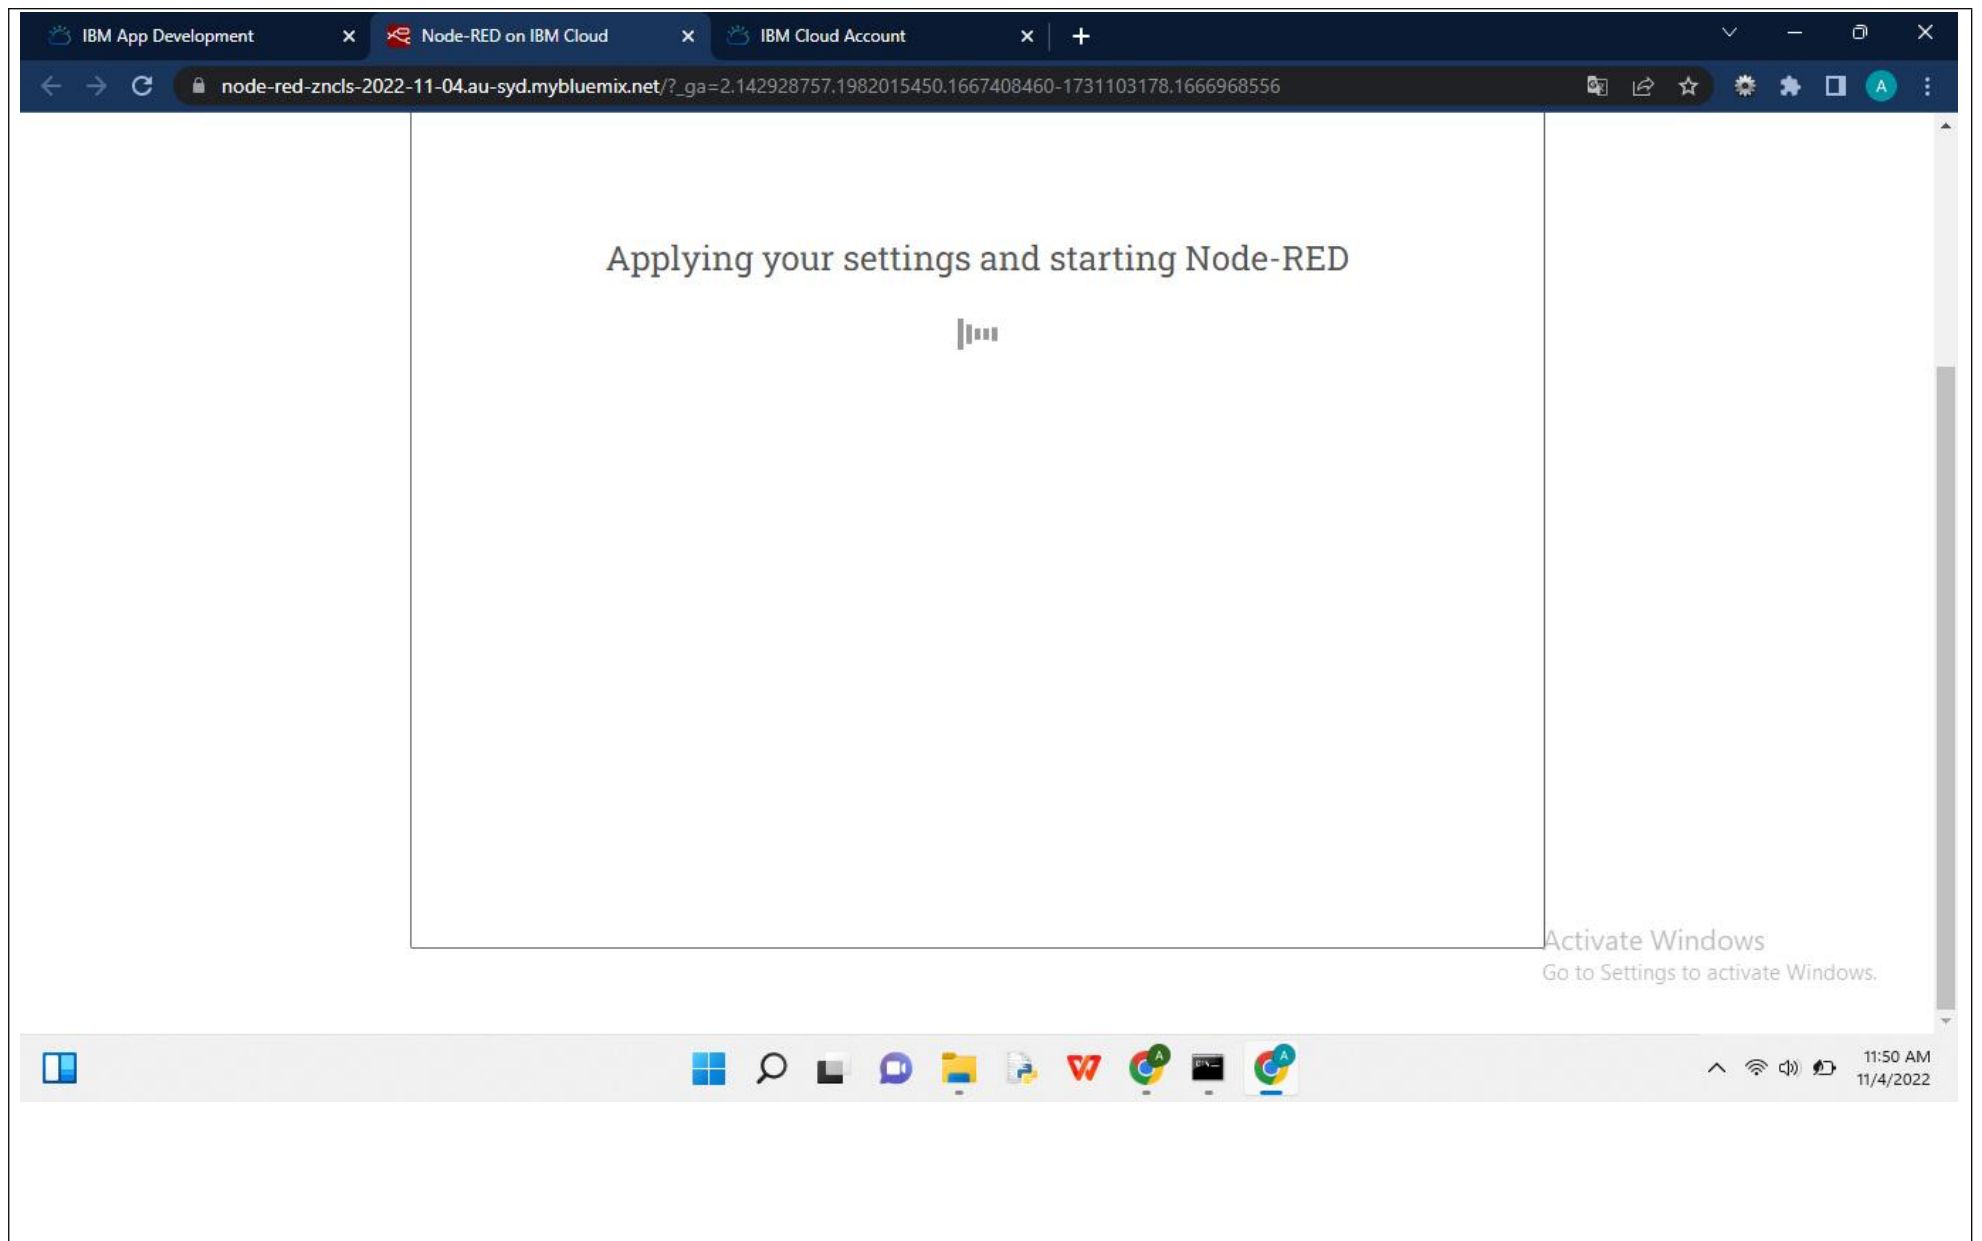 IBM App Development
Node-RED on IBM Cloud
IBM Cloud Account
node-red-zncls-2022-11-04.au-syd.mybluemix.net/?_ga=2.142928757.1982015450.1667408460-1731103178.1666968556
A
Applying your settings and starting Node-RED
Activate Windows
Go to Settings to activate Windows.
A
A
11:50 AM
11/4/2022